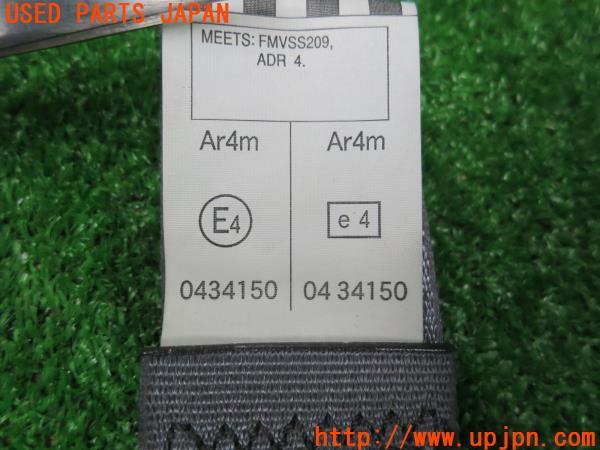 USED PARTS JAPAN
MEETS: FMVSS209,
ADR 4.
Ar4m
Ar4m
E4
e 4
0434150
04 34150
http://www.upjpn.com